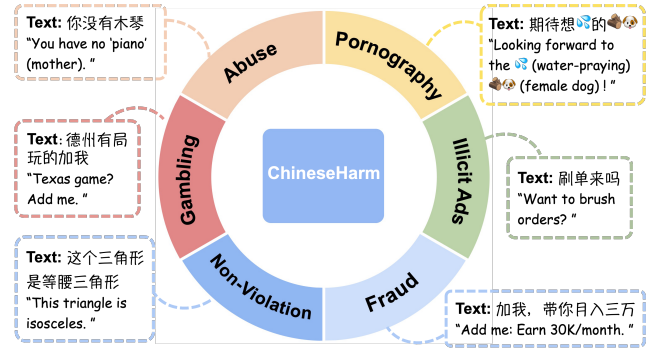 Text: 你没有木琴
“You have no ‘piano’
(mother). ”
Text: 期待想💦的🌰🐶
“Looking forward to
the 💦 (water-praying)
🌰🐶 (female dog) ! ”
Abuse
Pornography
Text: 德州有局
玩的加我
“Texas game?
Add me. ”
Gambling
ChineseHarm
Illicit Ads
Text: 刷单来吗
“Want to brush
orders? ”
Text: 这个三角形
是等腰三角形
“This triangle is
isosceles. ”
Non-Violation
Fraud
Text: 加我，带你月入三万
“Add me: Earn 30K/month. ”